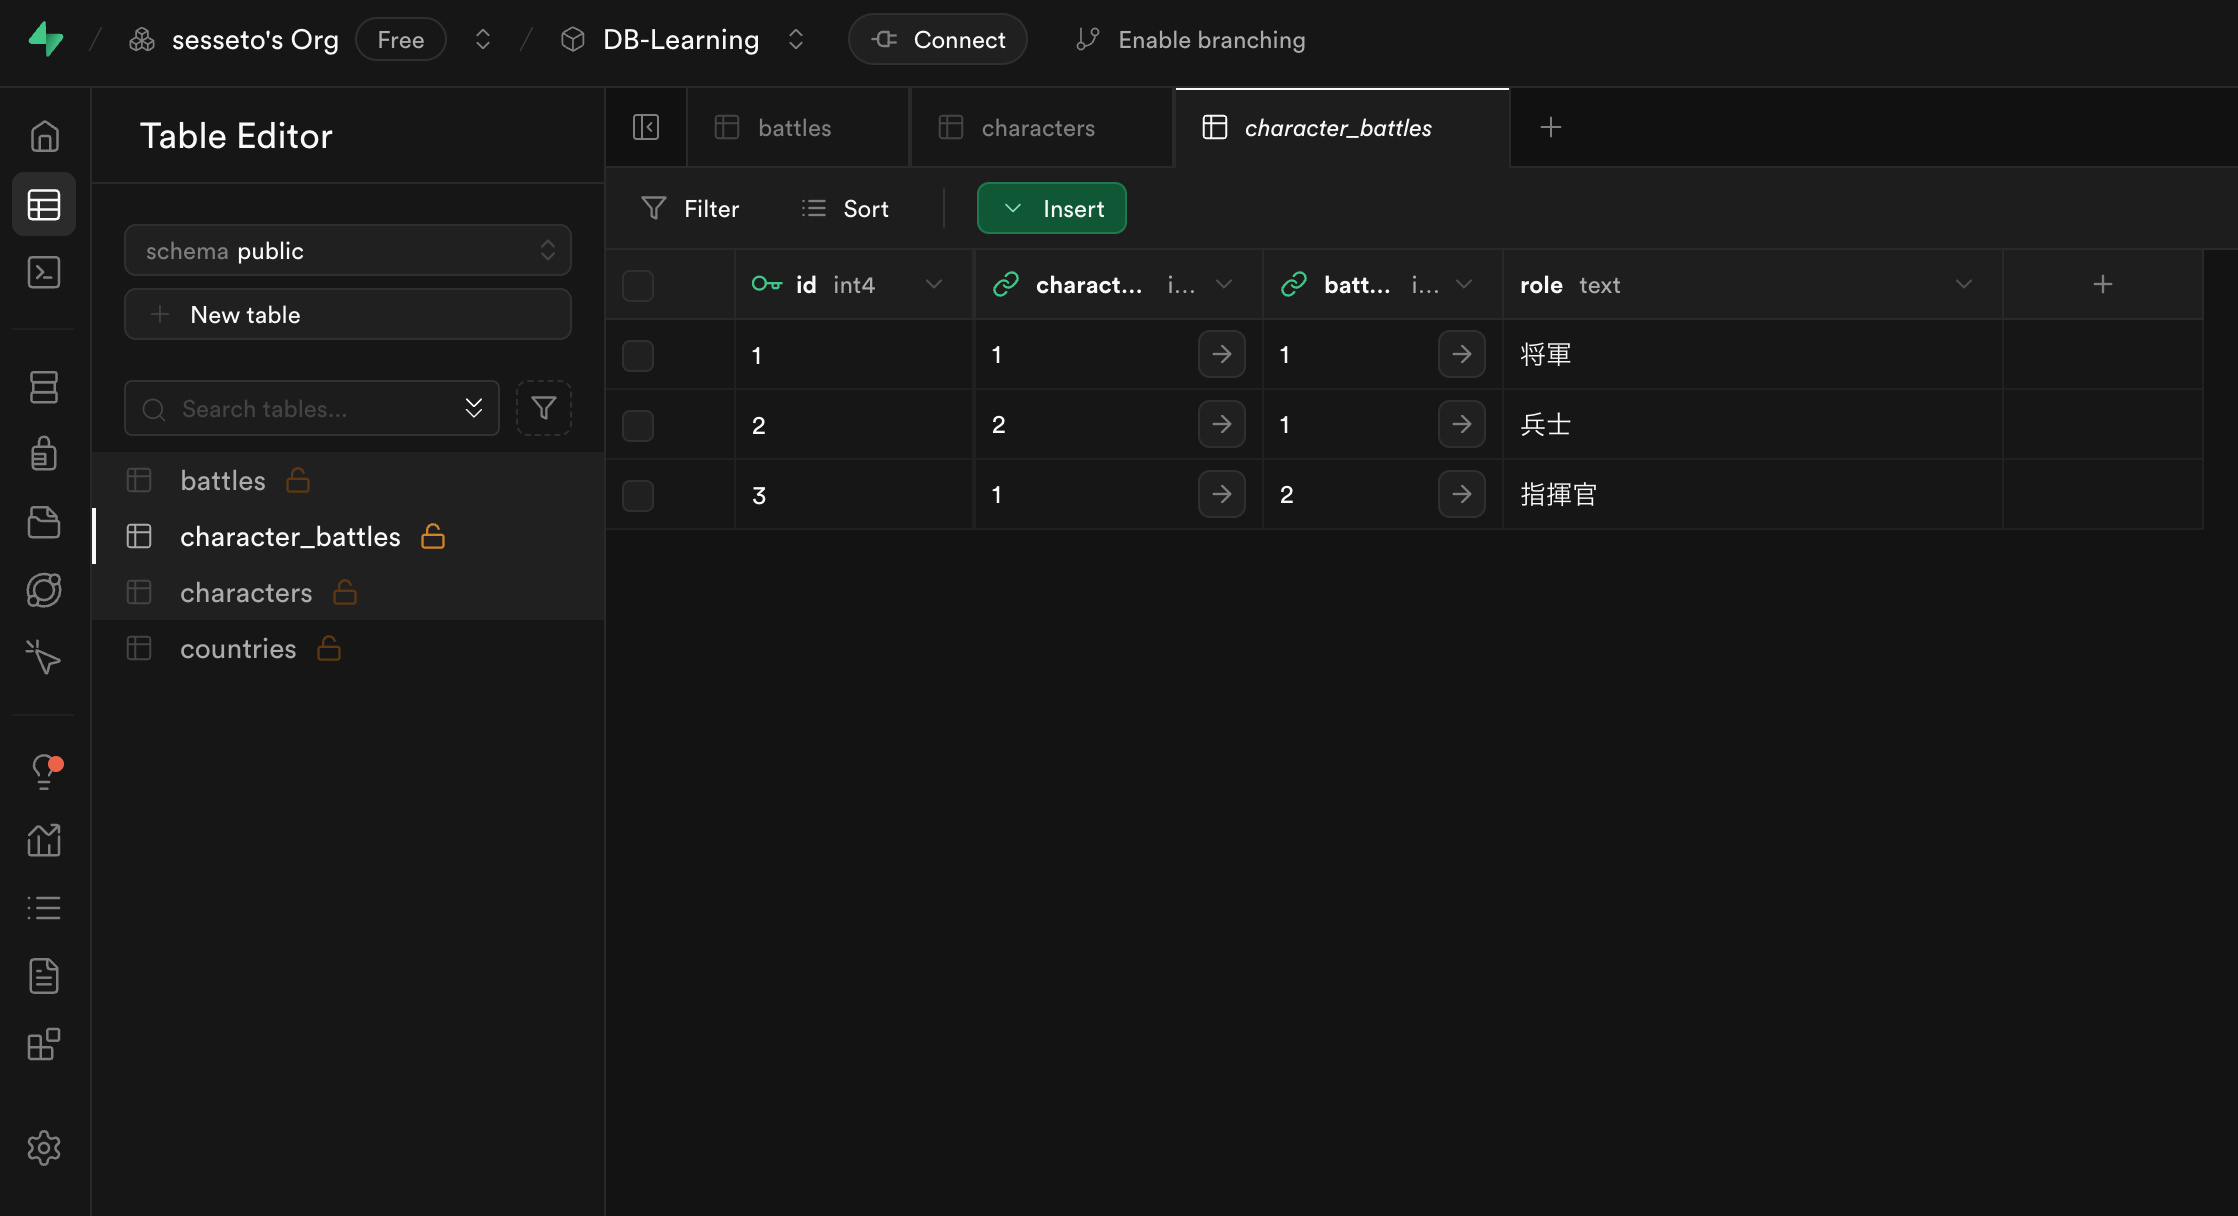 sesseto's Org Free DB-Learning Connect Enable branching
Table Editor
schema public
New table
Search tables...
battles
character_battles
characters
countries
battles characters character_battles
Filter Sort Insert
id int4 charact... i... batt... i... role text
1 1 1 将軍
2 2 1 兵士
3 1 2 指揮官